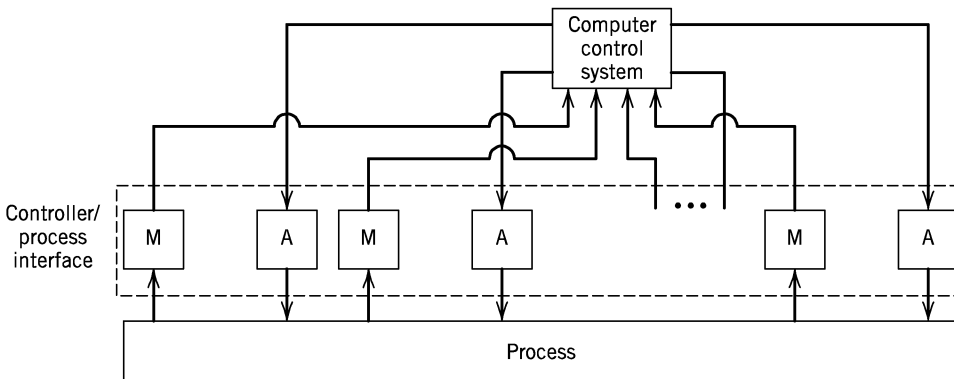 Computer
control
system
Controller/
process
interface
M
A
M
A
•••
M
A
Process